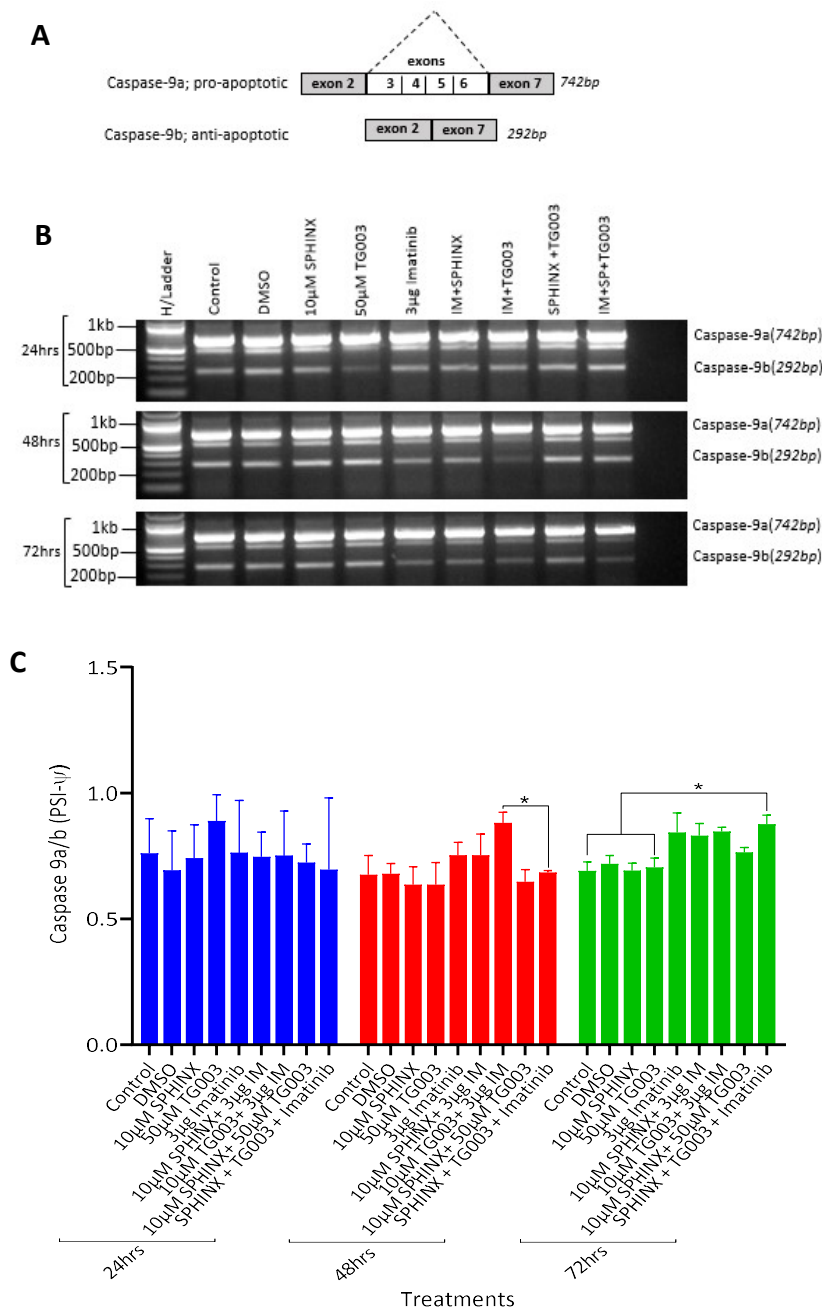 A
exons
Caspase-9a; pro-apoptotic
exon 2
3
4
5
6
exon 7
742bp
Caspase-9b; anti-apoptotic
exon 2
exon 7
292bp
B
H/Ladder
Control
DMSO
10µM SPHINX
50µM TG003
3µg Imatinib
IM+SPHINX
IM+TG003
SPHINX +TG003
IM+SP+TG003
24hrs
1kb
500bp
200bp
Caspase-9a(742bp)
Caspase-9b(292bp)
48hrs
1kb
500bp
200bp
Caspase-9a(742bp)
Caspase-9b(292bp)
72hrs
1kb
500bp
200bp
Caspase-9a(742bp)
Caspase-9b(292bp)
C
Caspase 9a/b (PSI-ψ)
1.5
1.0
0.5
0.0
*
*
Control
DMSO
10µM SPHINX
50µM TG003
3µg Imatinib
10µM SPHINX+ 3µg IM
10µM TG003+ 3µg IM
10µM SPHINX+ 50µM TG003
SPHINX + TG003 + Imatinib
Control
DMSO
10µM SPHINX
50µM TG003
3µg Imatinib
10µM SPHINX+ 3µg IM
10µM TG003+ 3µg IM
10µM SPHINX+ 50µM TG003
SPHINX + TG003 + Imatinib
Control
DMSO
10µM SPHINX
50µM TG003
3µg Imatinib
10µM SPHINX+ 3µg IM
10µM TG003+ 3µg IM
10µM SPHINX+ 50µM TG003
SPHINX + TG003 + Imatinib
24hrs
48hrs
72hrs
Treatments